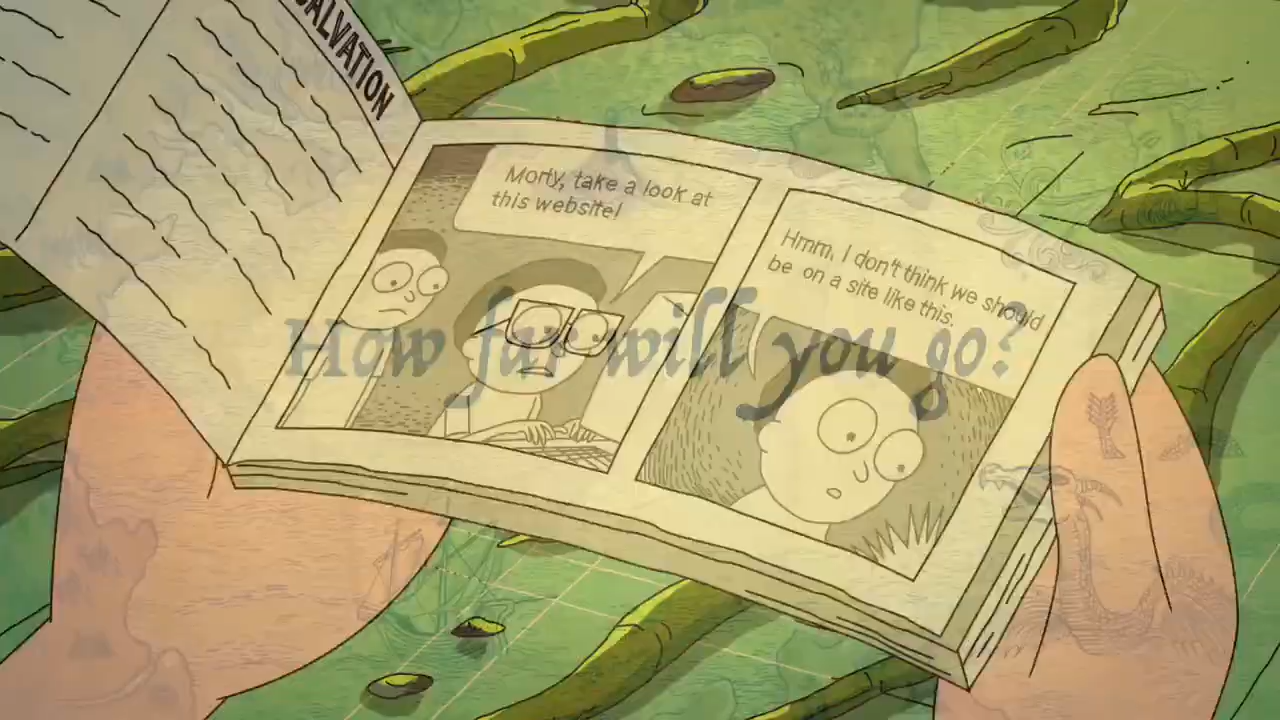 SALVATION
Morty, take a look at
this website!
Hmm, I don't think we should
be on a site like this.
How far will you go?